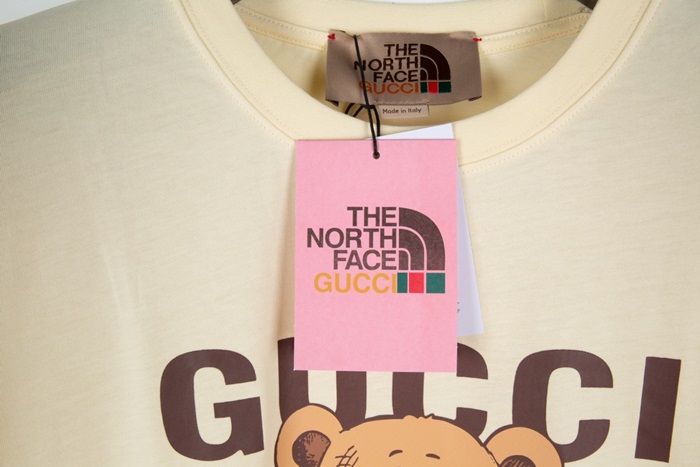 THE
NORTH
FACE
GUCCI
Made in Italy
THE
NORTH
FACE
GUCCI
GUCCI